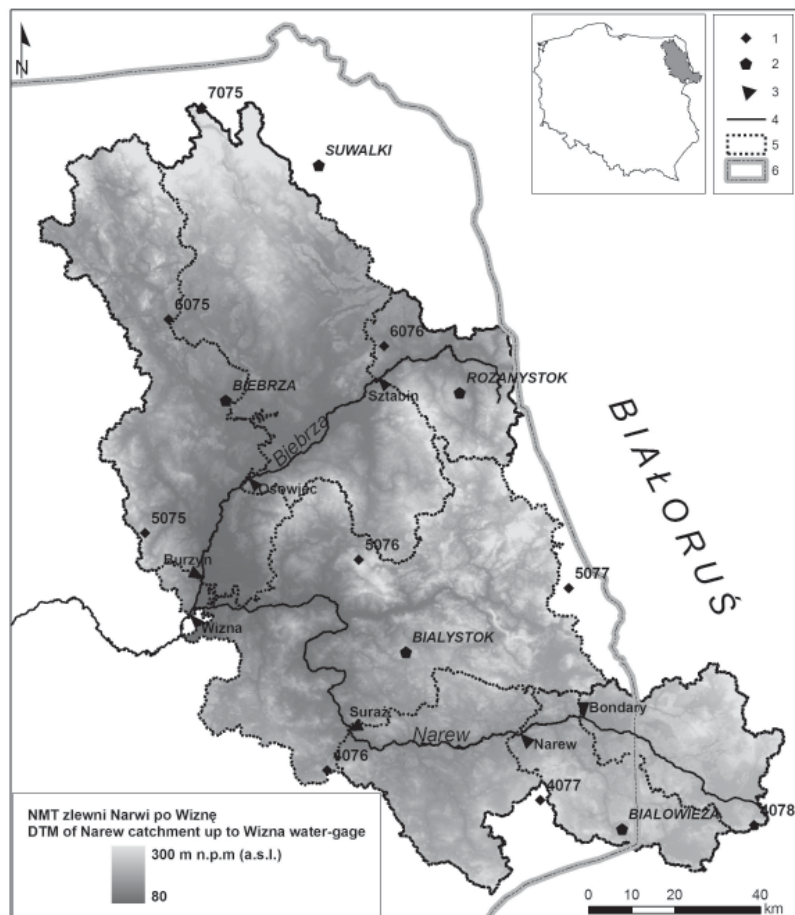 N
1
2
3
4
5
6
7075
SUWALKI
6075
6076
BIEBRZA
ROZANYSTOK
Sztabin
Biebrza
Osowiec
BIAŁORUŚ
5075
5076
5077
Burzyn
Wizna
BIALYSTOK
Suraż
Narew
Bondary
Narew
4076
4077
BIALOWIEZA
4078
NMT zlewni Narwi po Wiznę
DTM of Narew catchment up to Wizna water-gage
300 m n.p.m (a.s.l.)
80
0 10 20 40
km